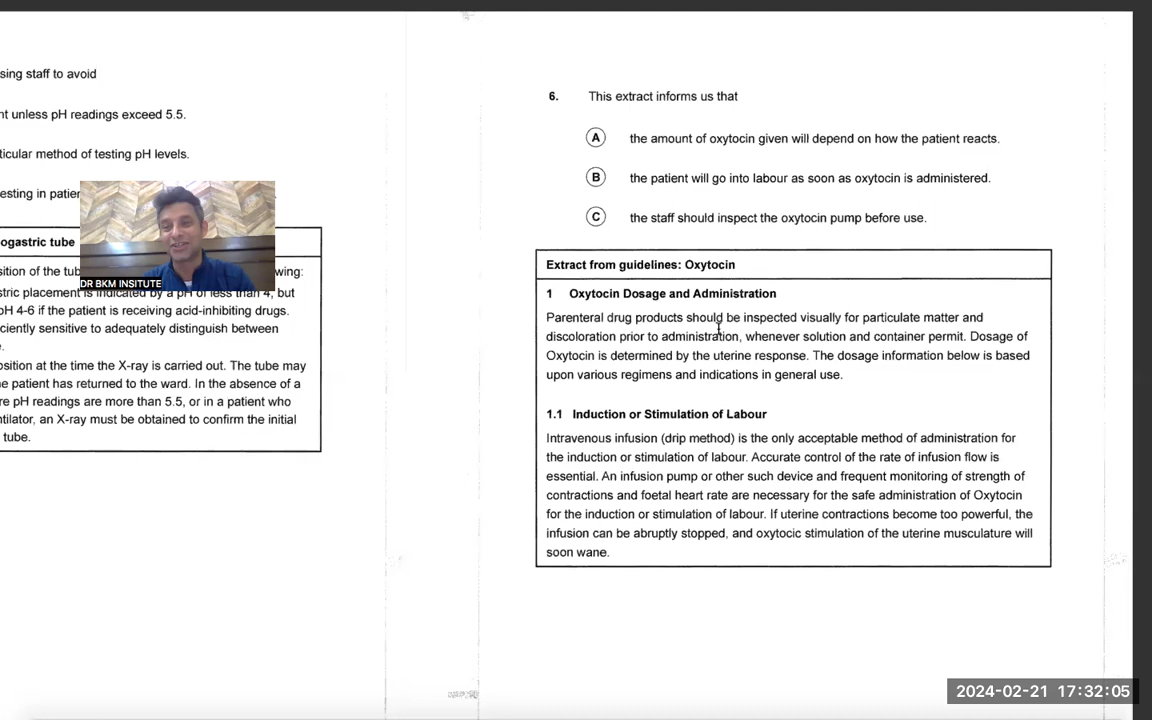 sing staff to avoid
nt unless pH readings exceed 5.5.
ticular method of testing pH levels.
esting in patien
ogastric tube
sition of the tub
wing:
stric placement is indicated by a pH of less than 4, but
pH 4-6 if the patient is receiving acid-inhibiting drugs.
ciently sensitive to adequately distinguish between
e.
osition at the time the X-ray is carried out. The tube may
he patient has returned to the ward. In the absence of a
re pH readings are more than 5.5, or in a patient who
ntilator, an X-ray must be obtained to confirm the initial
tube.
DR BKM INSITUTE
6. This extract informs us that
A the amount of oxytocin given will depend on how the patient reacts.
B the patient will go into labour as soon as oxytocin is administered.
C the staff should inspect the oxytocin pump before use.
Extract from guidelines: Oxytocin
1 Oxytocin Dosage and Administration
Parenteral drug products should be inspected visually for particulate matter and
discoloration prior to administration, whenever solution and container permit. Dosage of
Oxytocin is determined by the uterine response. The dosage information below is based
upon various regimens and indications in general use.
1.1 Induction or Stimulation of Labour
Intravenous infusion (drip method) is the only acceptable method of administration for
the induction or stimulation of labour. Accurate control of the rate of infusion flow is
essential. An infusion pump or other such device and frequent monitoring of strength of
contractions and foetal heart rate are necessary for the safe administration of Oxytocin
for the induction or stimulation of labour. If uterine contractions become too powerful, the
infusion can be abruptly stopped, and oxytocic stimulation of the uterine musculature will
soon wane.
2024-02-21 17:32:05